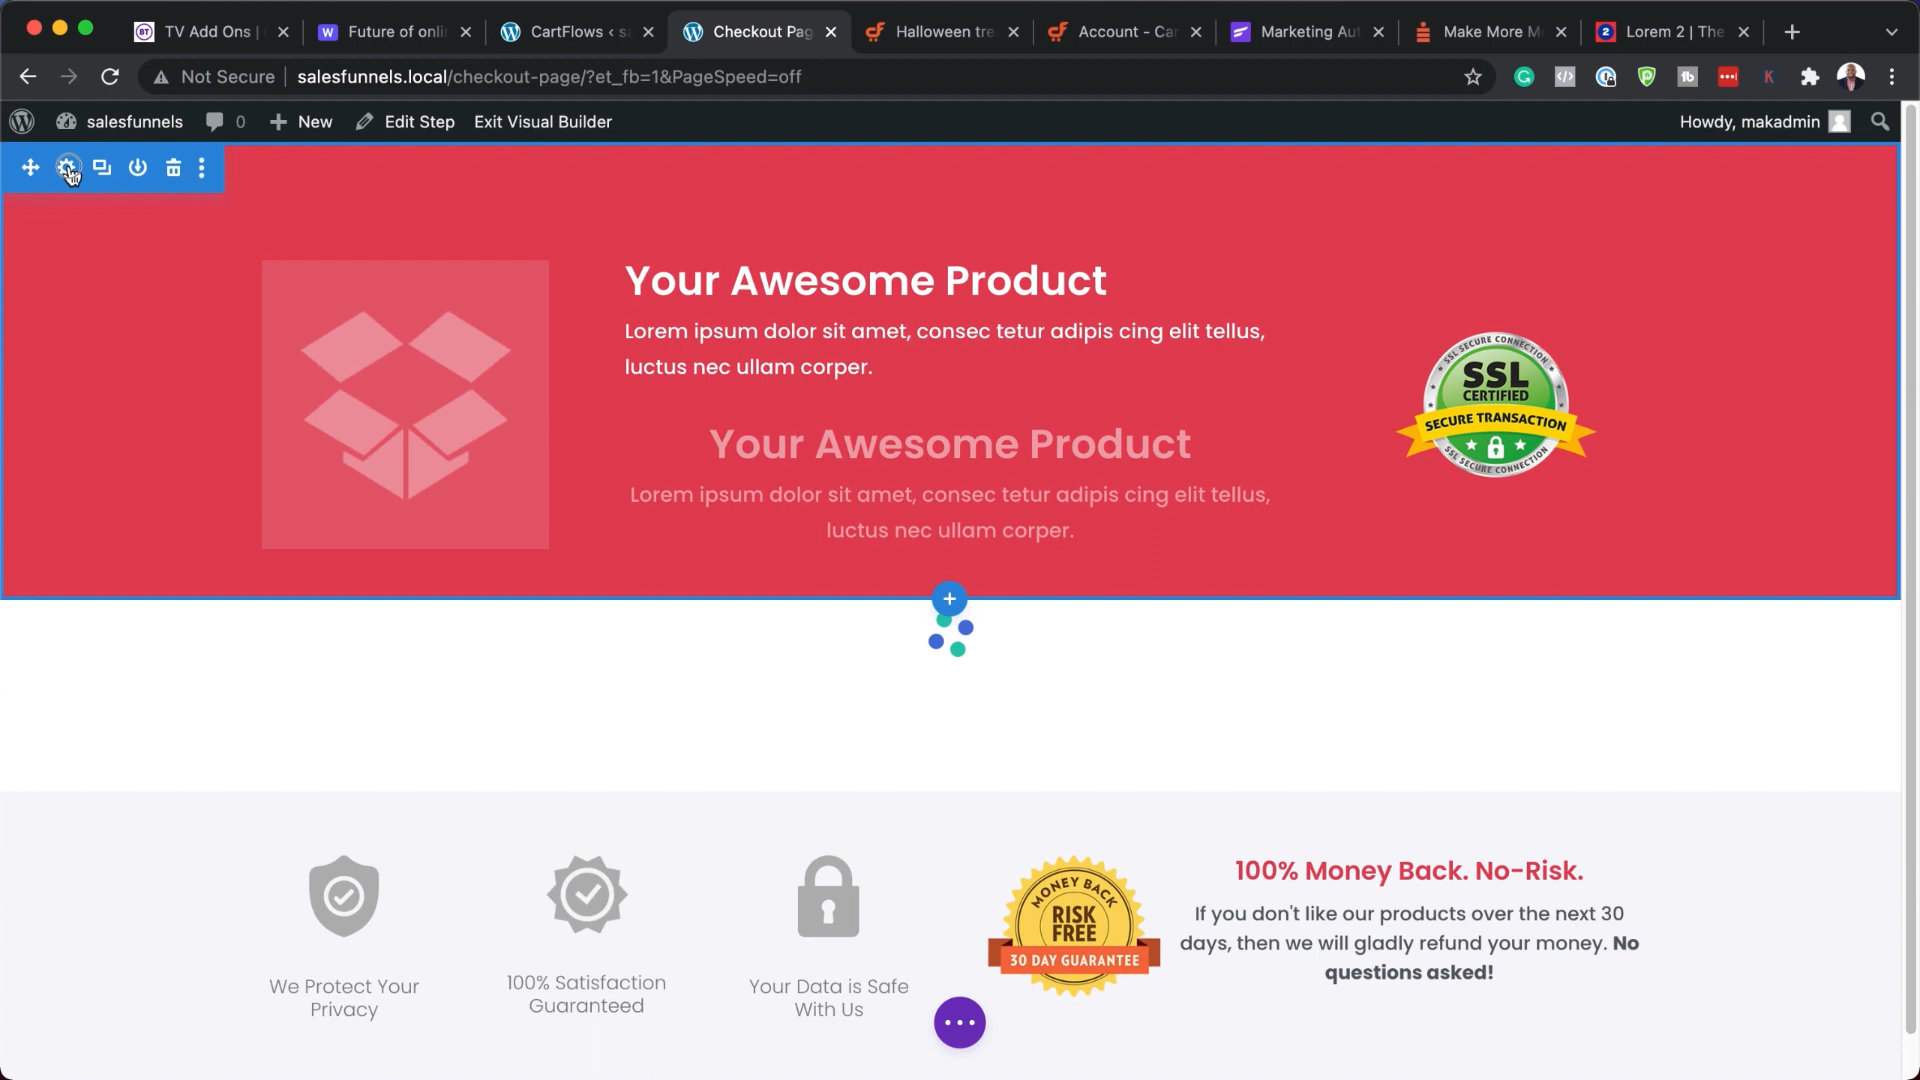 TV Add Ons |
Future of onli
CartFlows ‹ s
Checkout Pag
Halloween tre
Account - Car
Marketing Aut
Make More M
Lorem 2 | The
Not Secure
salesfunnels.local/checkout-page/?et_fb=1&PageSpeed=off
salesfunnels
0
New
Edit Step
Exit Visual Builder
Howdy, makadmin
Your Awesome Product
Lorem ipsum dolor sit amet, consec tetur adipis cing elit tellus,
luctus nec ullam corper.
Your Awesome Product
Lorem ipsum dolor sit amet, consec tetur adipis cing elit tellus,
luctus nec ullam corper.
SSL SECURE CONNECTION
SSL
CERTIFIED
SECURE TRANSACTION
SSL SECURE CONNECTION
We Protect Your
Privacy
100% Satisfaction
Guaranteed
Your Data is Safe
With Us
MONEY BACK
RISK
FREE
30 DAY GUARANTEE
100% Money Back. No-Risk.
If you don't like our products over the next 30
days, then we will gladly refund your money. No
questions asked!